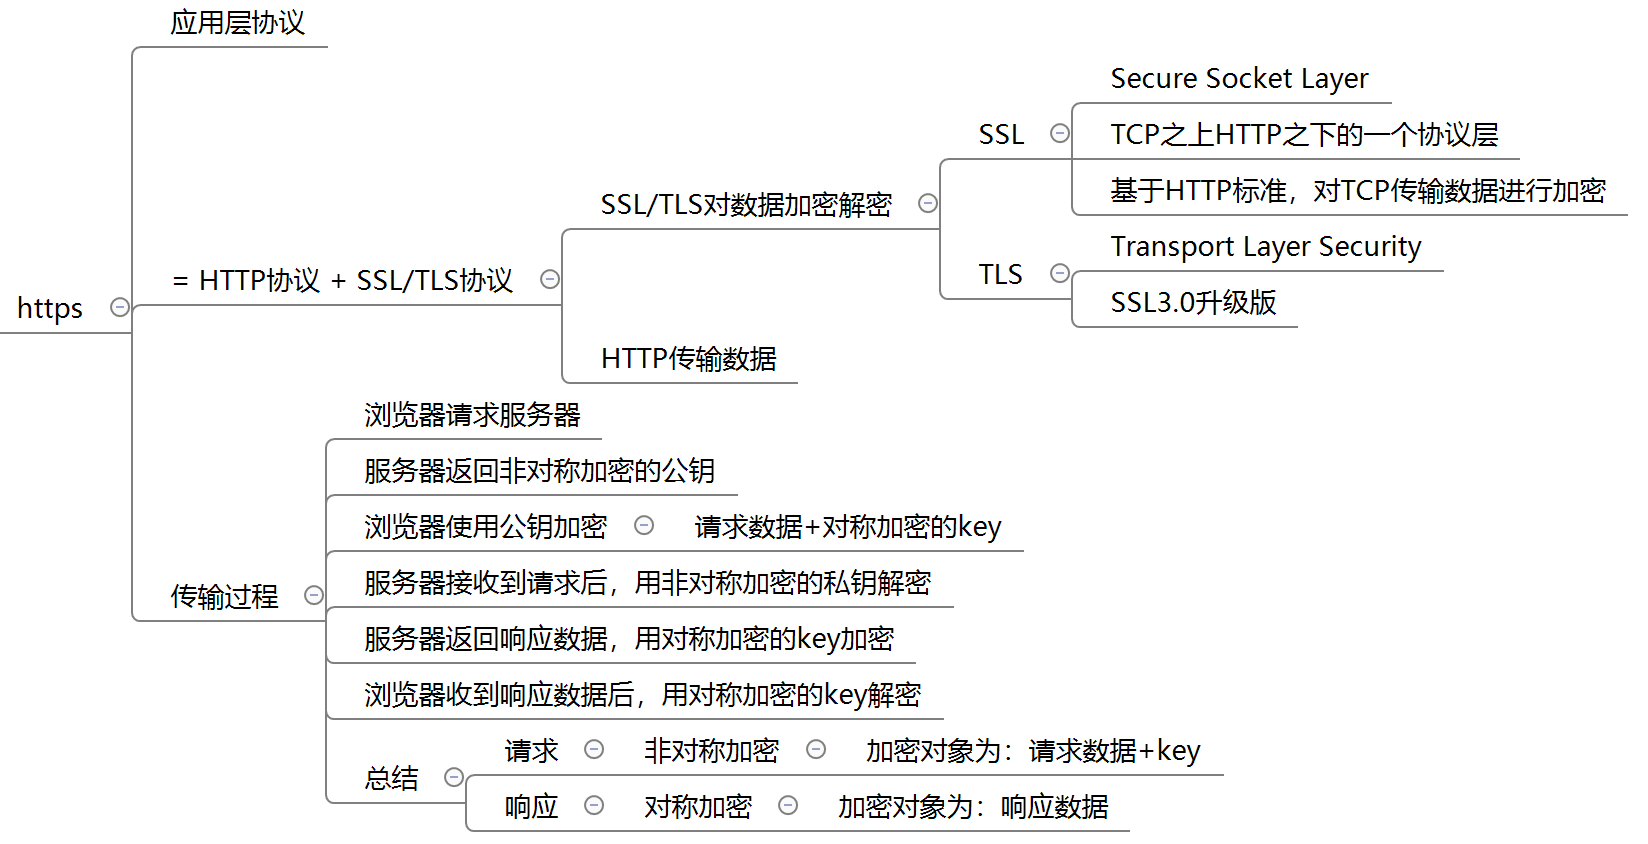 应用层协议
Secure Socket Layer
SSL
TCP之上HTTP之下的一个协议层
SSL/TLS对数据加密解密
基于HTTP标准，对TCP传输数据进行加密
Transport Layer Security
= HTTP协议 + SSL/TLS协议
TLS
https
SSL3.0升级版
HTTP传输数据
浏览器请求服务器
服务器返回非对称加密的公钥
浏览器使用公钥加密 请求数据+对称加密的key
服务器接收到请求后，用非对称加密的私钥解密
传输过程
服务器返回响应数据，用对称加密的key加密
浏览器收到响应数据后，用对称加密的key解密
请求 非对称加密 加密对象为：请求数据+key
总结
响应 对称加密 加密对象为：响应数据